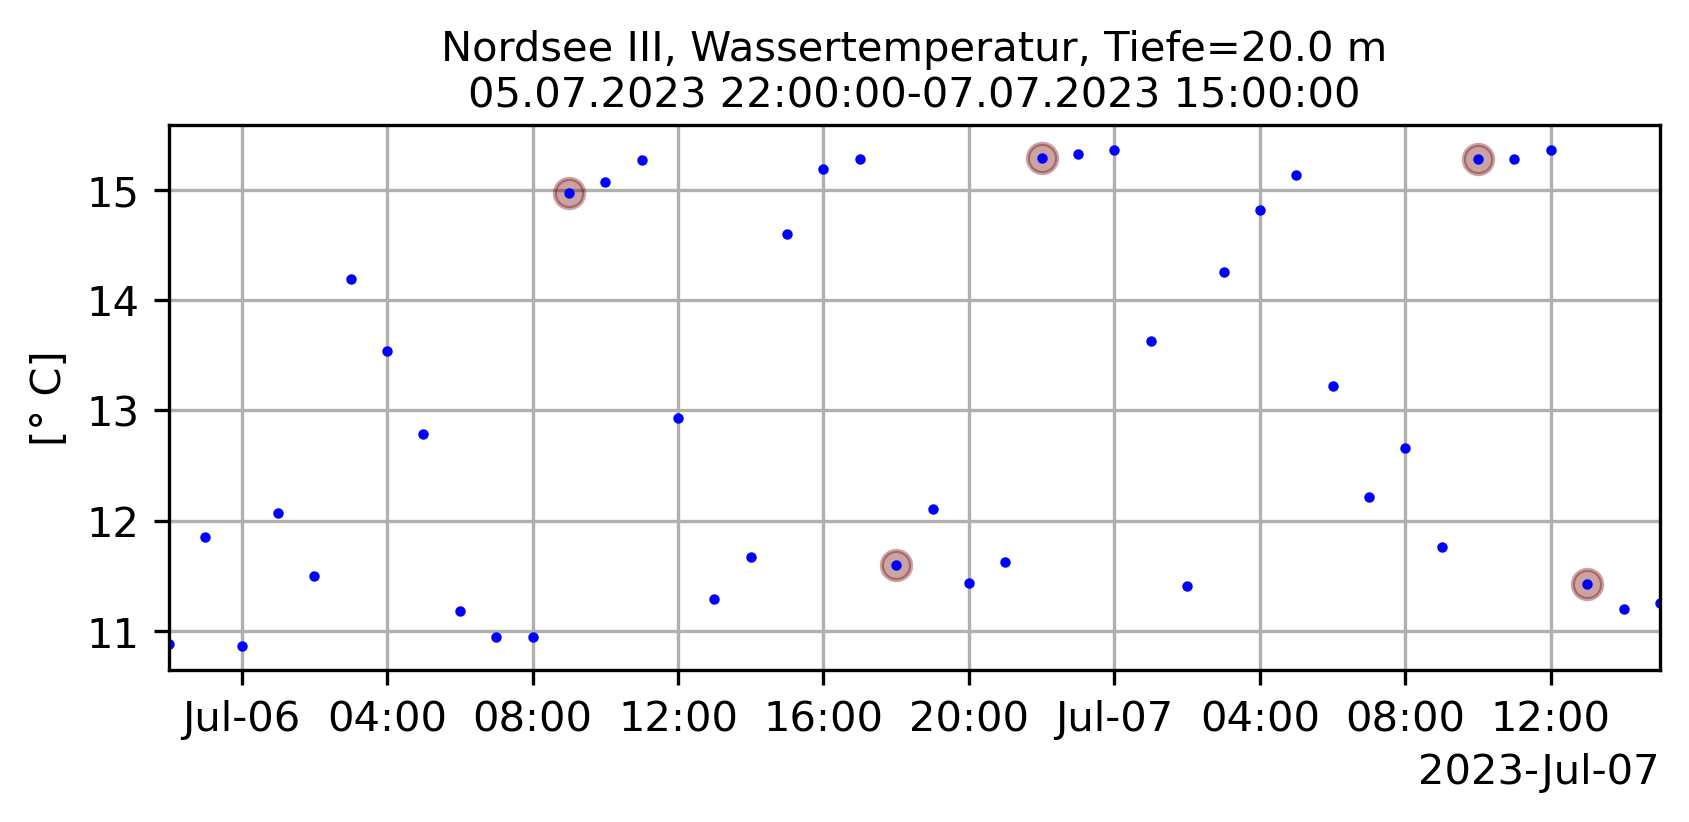 Nordsee III, Wassertemperatur, Tiefe=20.0 m
05.07.2023 22:00:00-07.07.2023 15:00:00
[° C]
15
14
13
12
11
Jul-06 04:00 08:00 12:00 16:00 20:00 Jul-07 04:00 08:00 12:00
2023-Jul-07